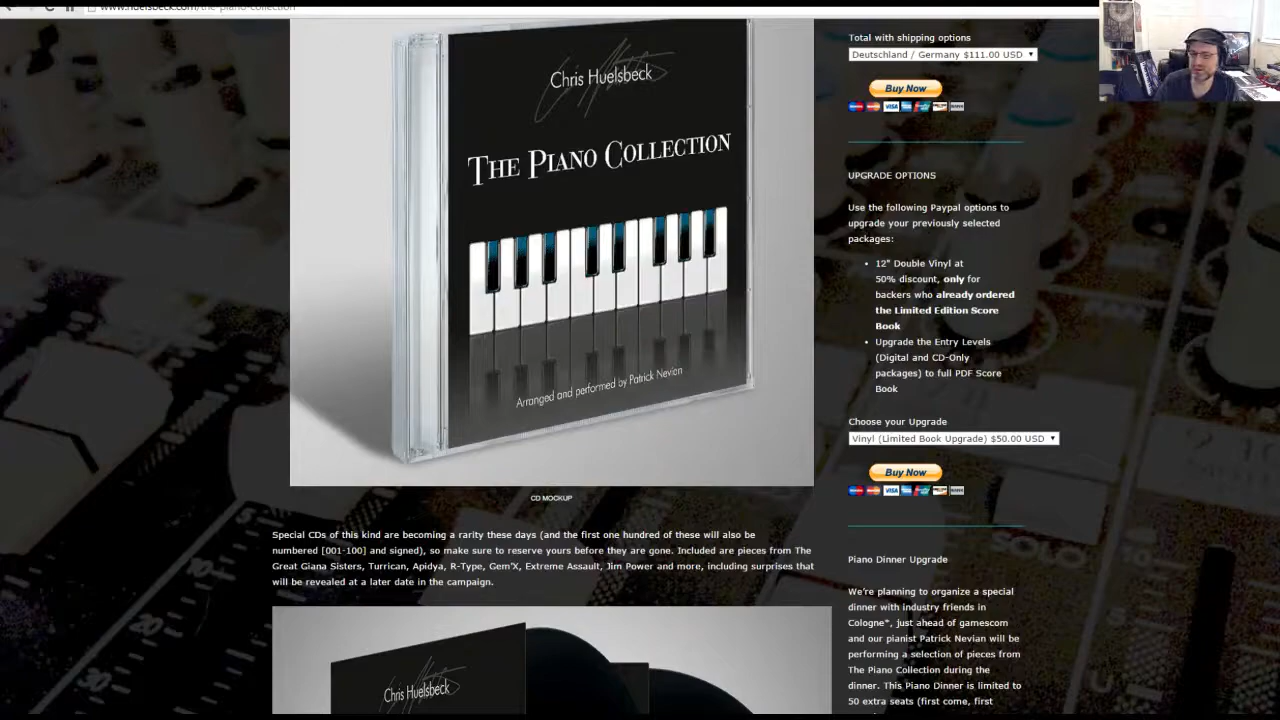 www.huelsbeck.com/the-piano-collection
Chris Huelsbeck
THE PIANO COLLECTION
Arranged and performed by Patrick Nevian
CD MOCKUP
Special CDs of this kind are becoming a rarity these days (and the first one hundred of these will also be
numbered [001-100] and signed), so make sure to reserve yours before they are gone. Included are pieces from The
Great Giana Sisters, Turrican, Apidya, R-Type, Gem'X, Extreme Assault, Jim Power and more, including surprises that
will be revealed at a later date in the campaign.
Chris Huelsbeck
Total with shipping options
Deutschland / Germany $111.00 USD
Buy Now
VISA
UPGRADE OPTIONS
Use the following Paypal options to
upgrade your previously selected
packages:
• 12" Double Vinyl at
50% discount, only for
backers who already ordered
the Limited Edition Score
Book
• Upgrade the Entry Levels
(Digital and CD-Only
packages) to full PDF Score
Book
Choose your Upgrade
Vinyl (Limited Book Upgrade) $50.00 USD
Buy Now
VISA
Piano Dinner Upgrade
We're planning to organize a special
dinner with industry friends in
Cologne*, just ahead of gamescom
and our pianist Patrick Nevian will be
performing a selection of pieces from
The Piano Collection during the
dinner. This Piano Dinner is limited to
50 extra seats (first come, first